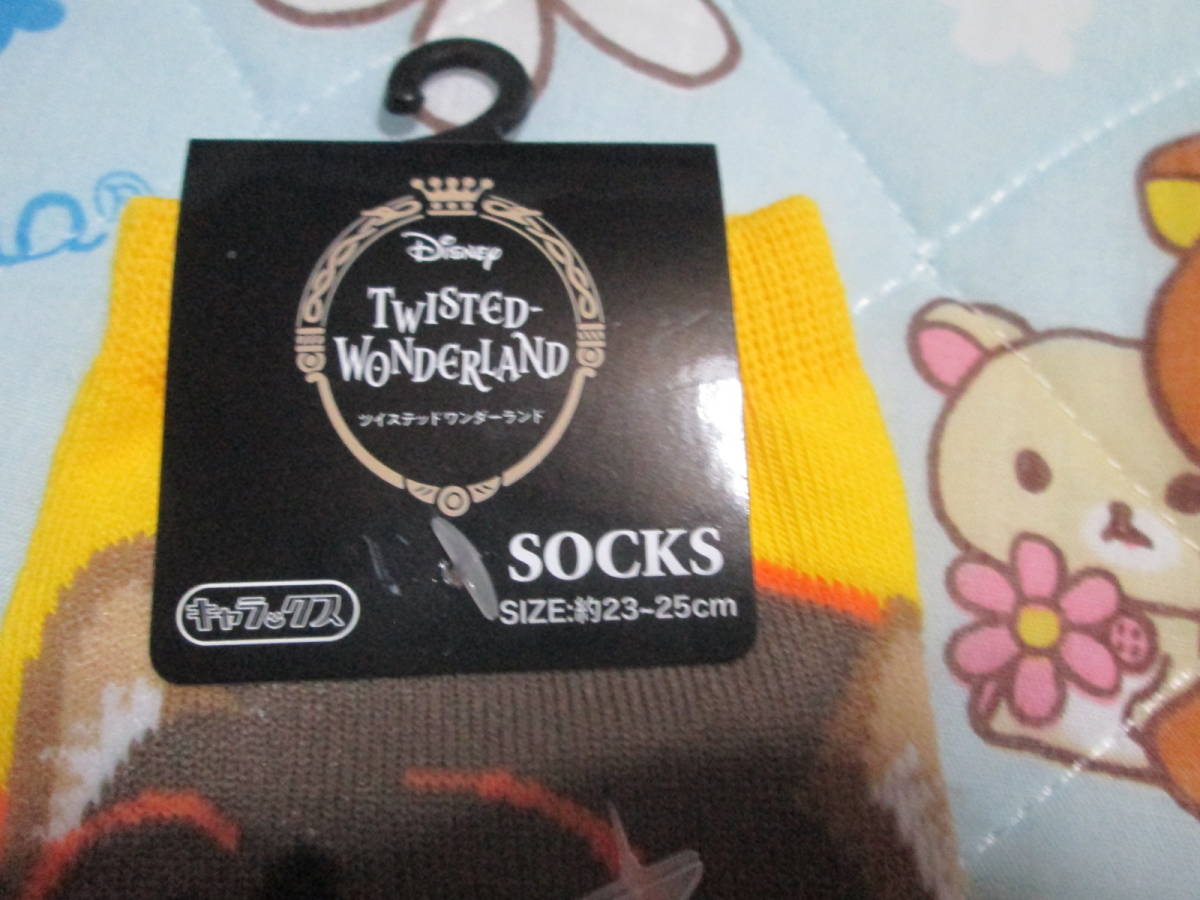 Disney
TWISTED-
WONDERLAND
ツイステッドワンダーランド
SOCKS
SIZE:約23~25cm
キャラックス